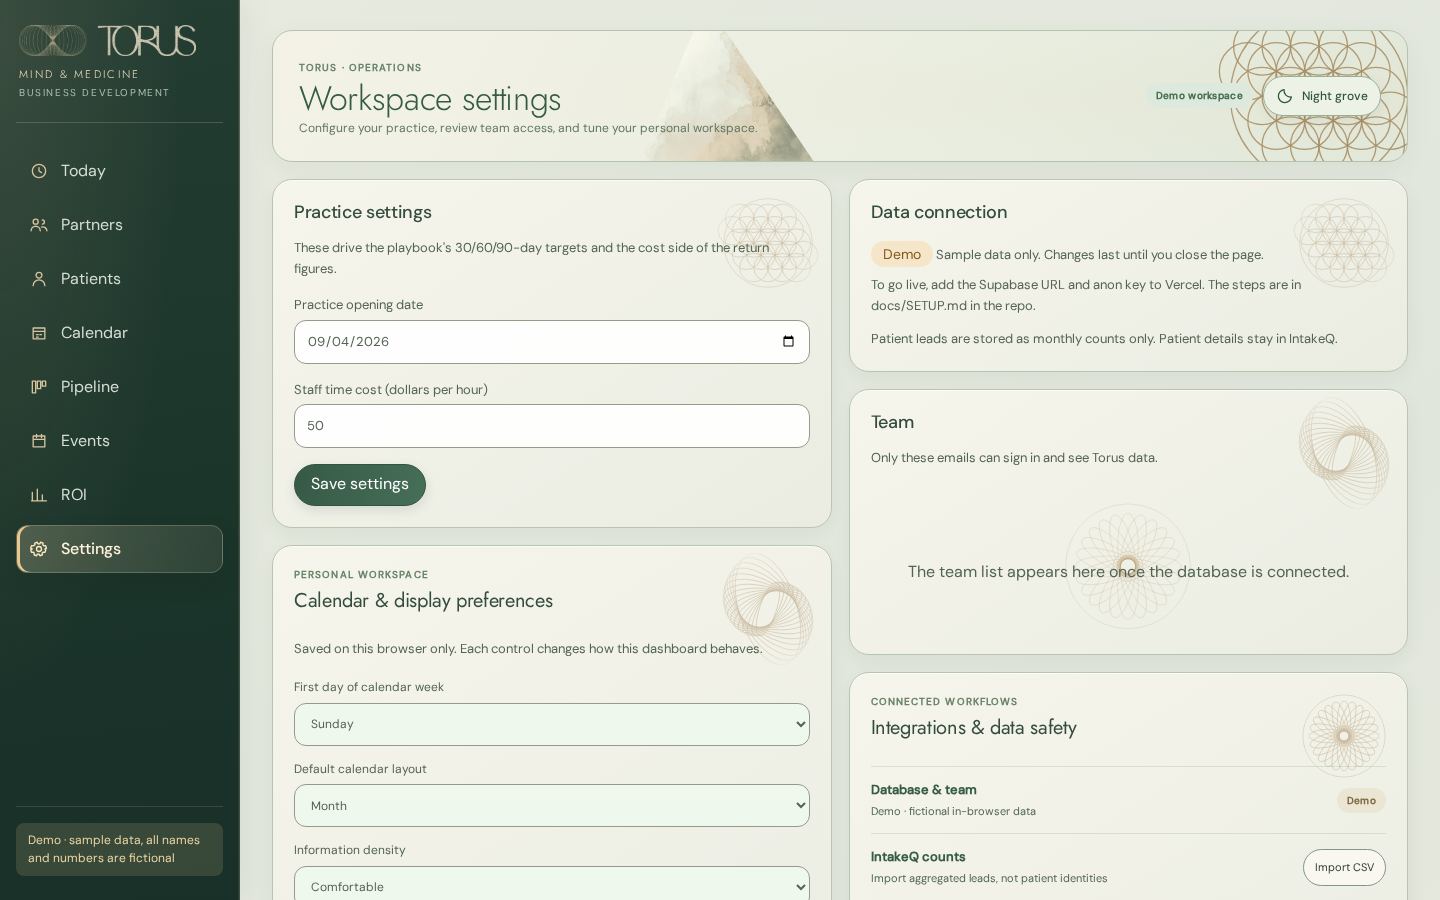 TORUS
MIND & MEDICINE
BUSINESS DEVELOPMENT
Today
Partners
Patients
Calendar
Pipeline
Events
ROI
Settings
Demo · sample data, all names
and numbers are fictional
TORUS · OPERATIONS
Workspace settings
Configure your practice, review team access, and tune your personal workspace.
Demo workspace
Night grove
Practice settings
These drive the playbook's 30/60/90-day targets and the cost side of the return
figures.
Practice opening date
09/04/2026
Staff time cost (dollars per hour)
50
Save settings
PERSONAL WORKSPACE
Calendar & display preferences
Saved on this browser only. Each control changes how this dashboard behaves.
First day of calendar week
Sunday
Default calendar layout
Month
Information density
Comfortable
Data connection
Demo Sample data only. Changes last until you close the page.
To go live, add the Supabase URL and anon key to Vercel. The steps are in
docs/SETUP.md in the repo.
Patient leads are stored as monthly counts only. Patient details stay in IntakeQ.
Team
Only these emails can sign in and see Torus data.
The team list appears here once the database is connected.
CONNECTED WORKFLOWS
Integrations & data safety
Database & team
Demo · fictional in-browser data
Demo
IntakeQ counts
Import aggregated leads, not patient identities
Import CSV